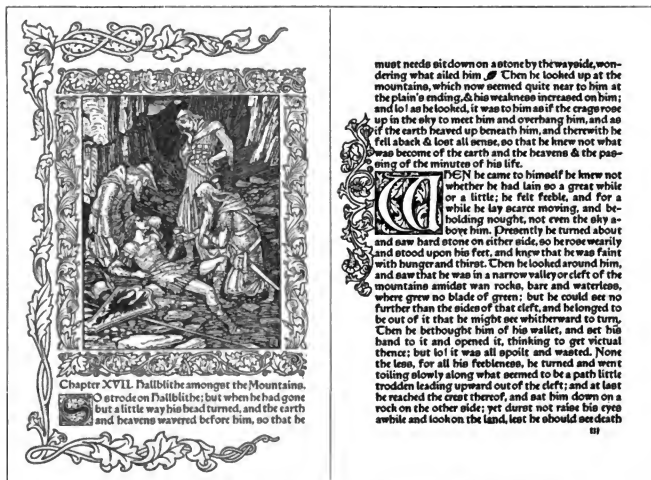 Chapter XVII. Hallblithe amongst the Mountains.
SO strode on Hallblithe; but when he had gone
but a little way his head turned, and the earth
and heavens wavered before him, so that he
must needs sit down on a stone by the wayside, won-
dering what ailed him Then he looked up at the
mountains, which now seemed quite near to him at
the plain's ending, & his weakness increased on him;
and lo! as he looked, it was to him as if the crags rose
up in the sky to meet him and overhang him, and as
if the earth heaved up beneath him, and therewith he
fell aback & lost all sense, so that he knew not what
was become of the earth and the heavens & the pas-
sing of the minutes of his life.
WHEN he came to himself he knew not
whether he had lain so a great while
or a little; he felt feeble, and for a
while he lay scarce moving, and be-
holding nought, not even the sky a-
bove him. Presently he turned about
and saw hard stone on either side, so he rose wearily
and stood upon his feet, and knew that he was faint
with hunger and thirst. Then he looked around him,
and saw that he was in a narrow valley or cleft of the
mountains amidst wan rocks, bare and waterless,
where grew no blade of green; but he could see no
further than the sides of that cleft, and he longed to
be out of it that he might see whitherward to turn.
Then he bethought him of his wallet, and set his
hand to it and opened it, thinking to get victual
thence; but lo! it was all spoilt and wasted. None
the less, for all his feebleness, he turned and went
toiling slowly along what seemed to be a path little
trodden leading upward out of the cleft; and at last
he reached the crest thereof, and sat him down on a
rock on the other side; yet durst not raise his eyes
awhile and look on the land, lest he should see death
111